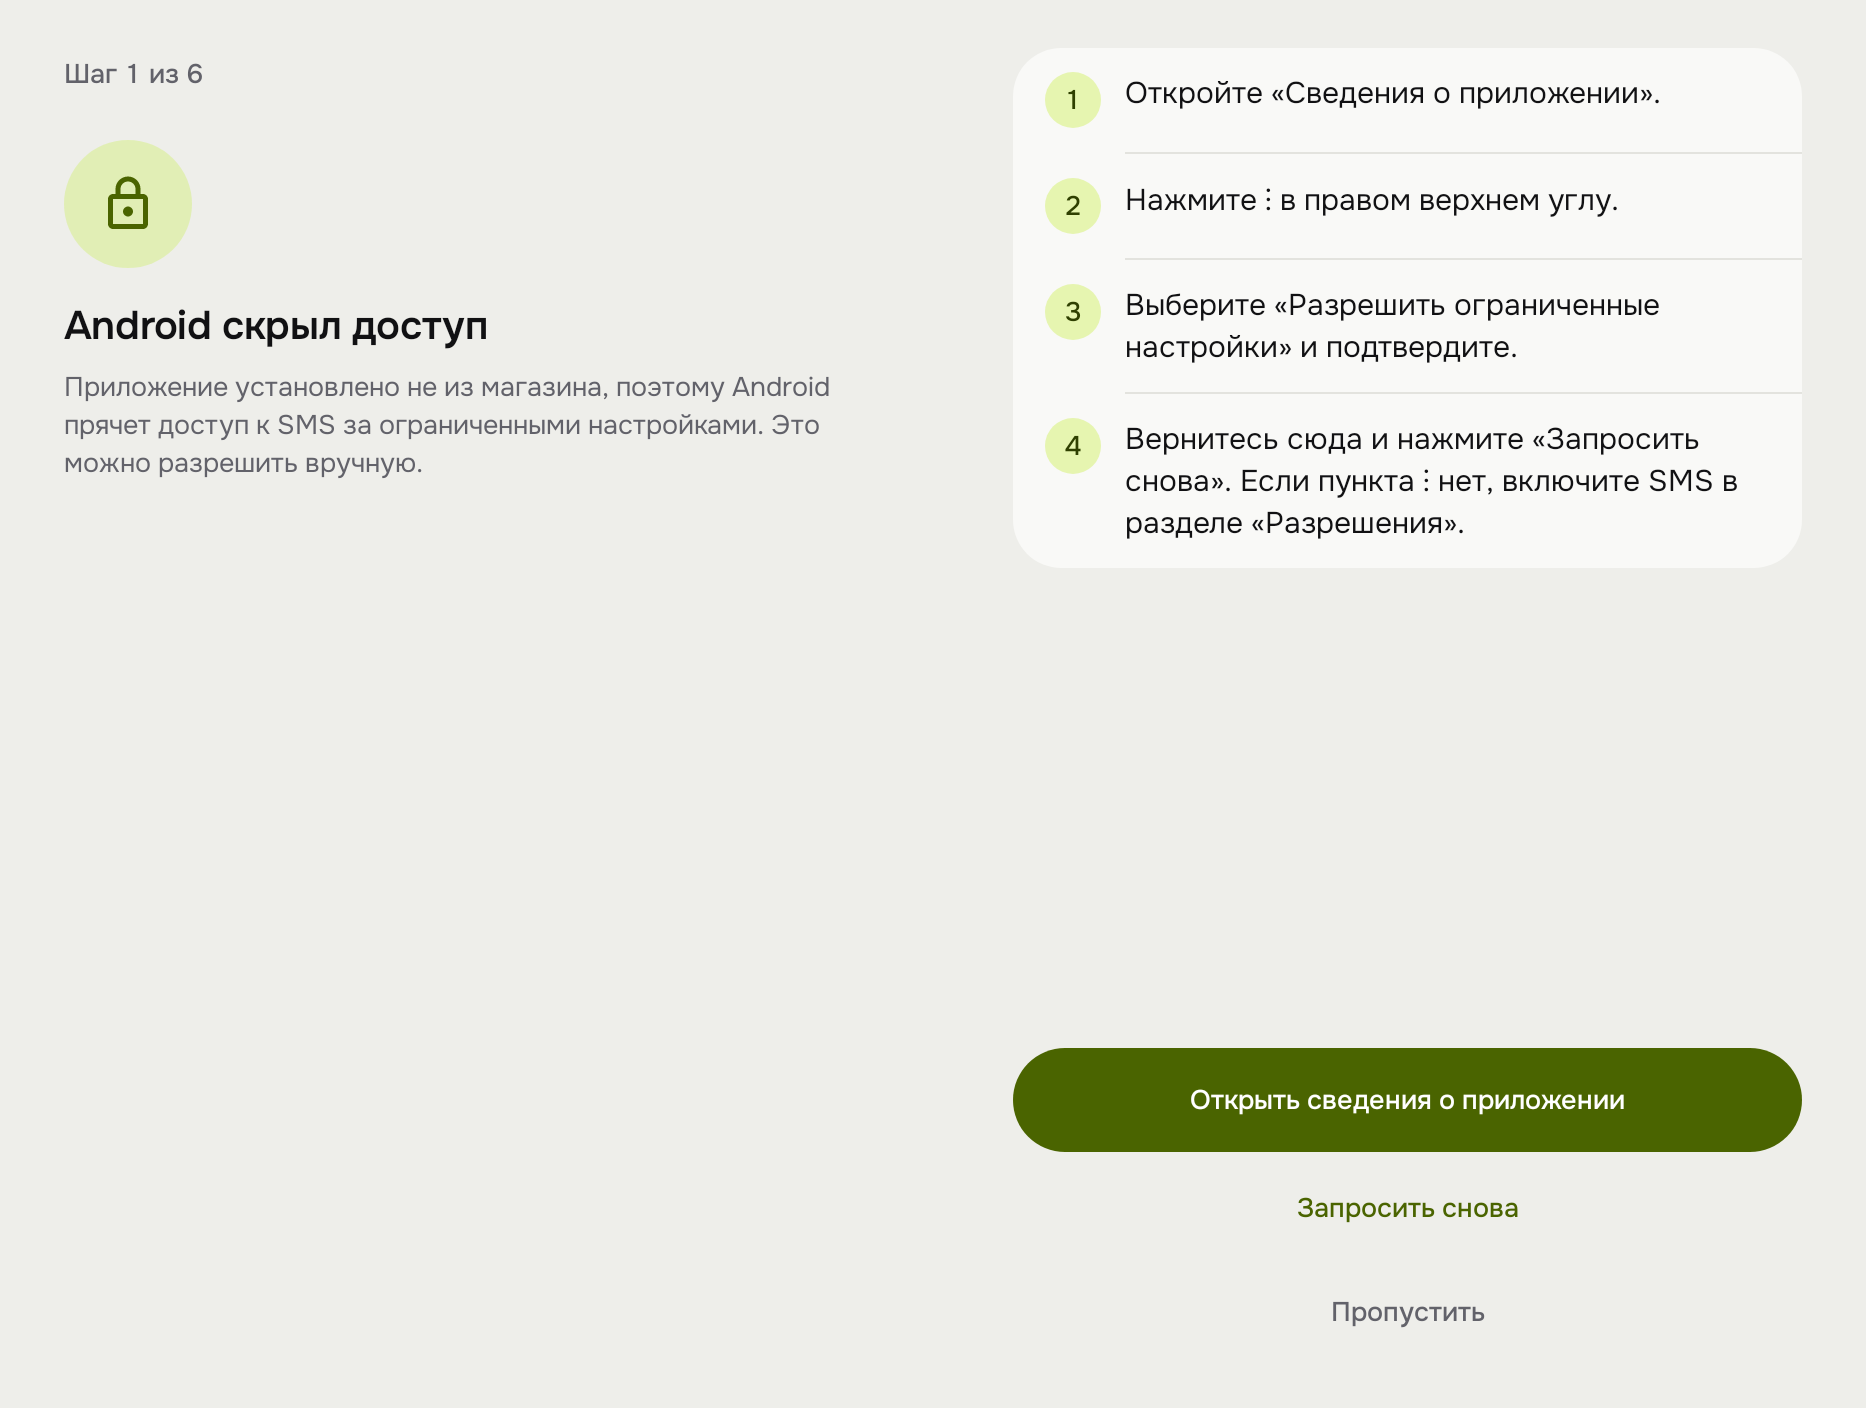 Шаг 1 из 6
Android скрыл доступ
Приложение установлено не из магазина, поэтому Android
прячет доступ к SMS за ограниченными настройками. Это
можно разрешить вручную.
1
Откройте «Сведения о приложении».
2
Нажмите ⋮ в правом верхнем углу.
3
Выберите «Разрешить ограниченные
настройки» и подтвердите.
4
Вернитесь сюда и нажмите «Запросить
снова». Если пункта ⋮ нет, включите SMS в
разделе «Разрешения».
Открыть сведения о приложении
Запросить снова
Пропустить